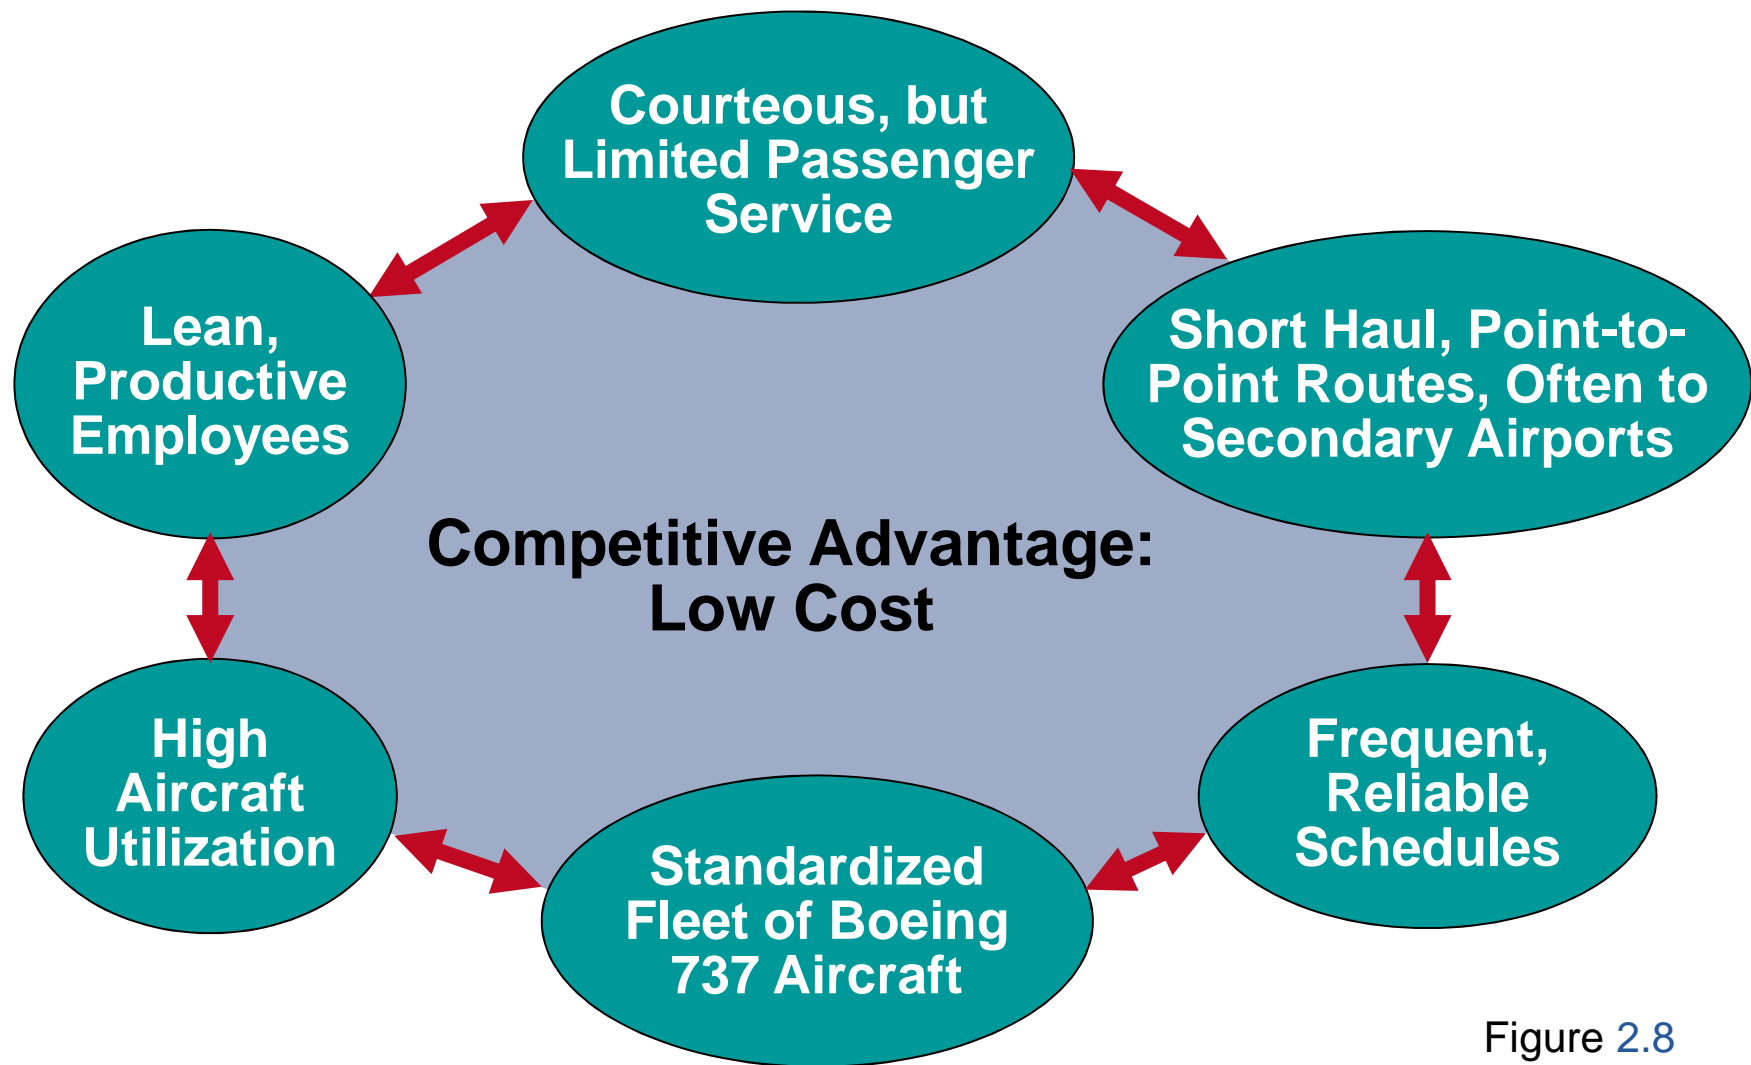 Courteous, but
Limited Passenger
Service
Lean,
Productive
Employees
Short Haul, Point-to-
Point Routes, Often to
Secondary Airports
Competitive Advantage:
Low Cost
High
Aircraft
Utilization
Frequent,
Reliable
Schedules
Standardized
Fleet of Boeing
737 Aircraft
Figure 2.8